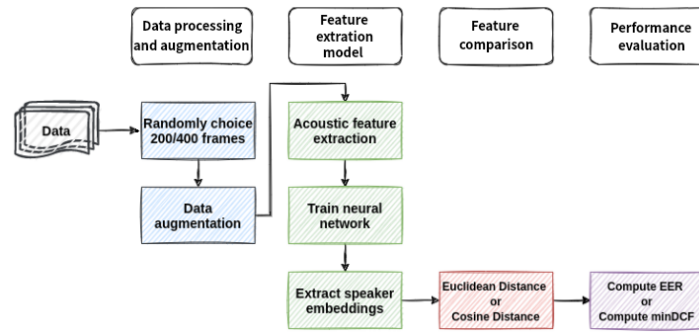 Data processing
and augmentation
Feature
extration
model
Feature
comparison
Performance
evaluation
Data
Randomly choice
200/400 frames
Acoustic feature
extraction
Data
augmentation
Train neural
network
Extract speaker
embeddings
Euclidean Distance
or
Cosine Distance
Compute EER
or
Compute minDCF